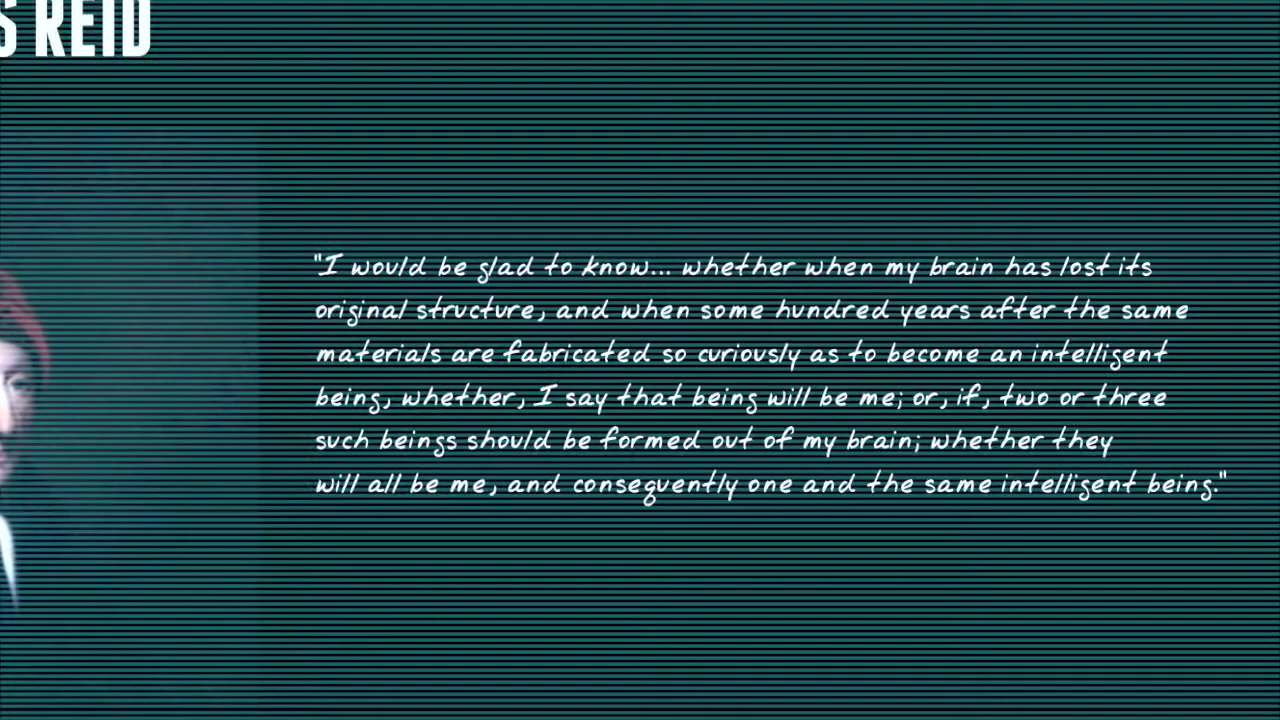 S REID
"I would be glad to know... whether when my brain has lost its
original structure, and when some hundred years after the same
materials are fabricated so curiously as to become an intelligent
being, whether, I say that being will be me; or, if, two or three
such beings should be formed out of my brain; whether they
will all be me, and consequently one and the same intelligent being."